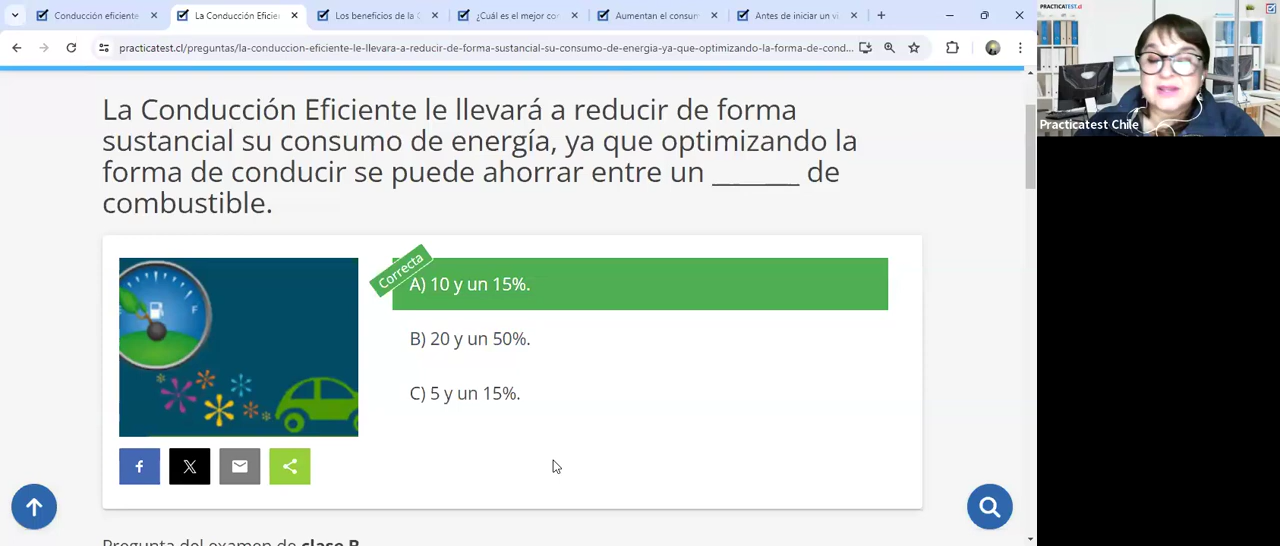 Conducción eficiente
La Conducción Eficie
Los beneficios de la C
¿Cuál es el mejor co
Aumentan el consum
Antes de iniciar un vi
practicatest.cl/preguntas/la-conduccion-eficiente-le-llevara-a-reducir-de-forma-sustancial-su-consumo-de-energia-ya-que-optimizando-la-forma-de-cond...
PRACTICATEST.cl
Practicatest Chile
La Conducción Eficiente le llevará a reducir de forma
sustancial su consumo de energía, ya que optimizando la
forma de conducir se puede ahorrar entre un _______ de
combustible.
Correcta
A) 10 y un 15%.
B) 20 y un 50%.
C) 5 y un 15%.
F
Pregunta del examen de clase B